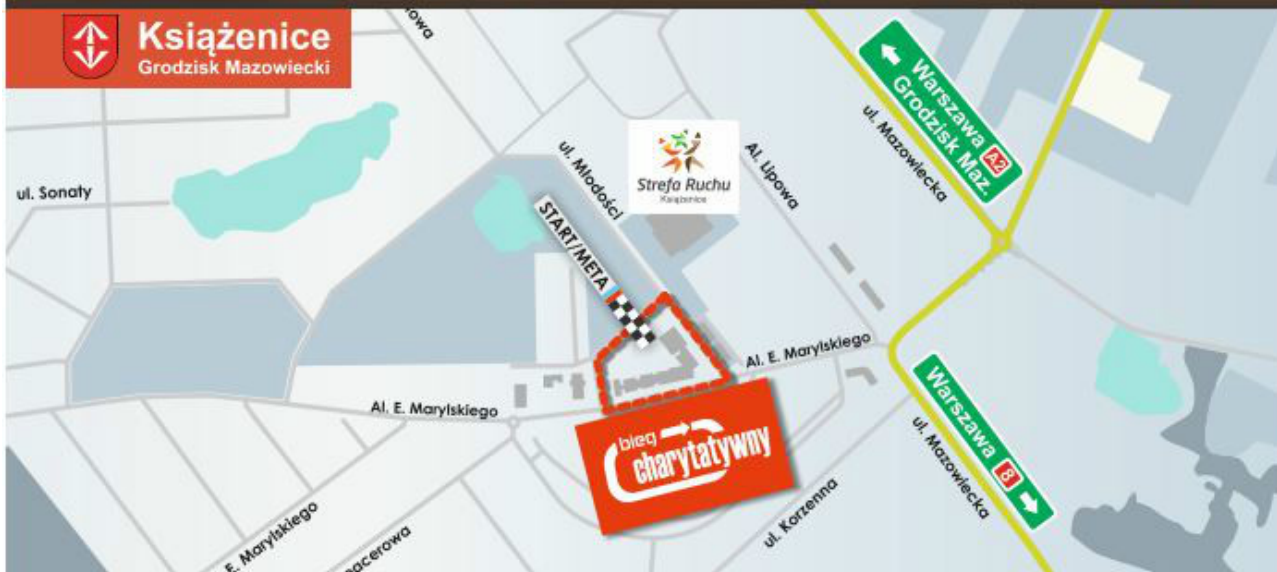 Książenice
Grodzisk Mazowiecki
ul. Sonaty
ul. Młodości
Strefa Ruchu
Książenice
START/META
Al. Lipowa
ul. Mazowiecka
Warszawa A2
Grodzisk Maz.
Al. E. Marylskiego
Al. E. Marylskiego
bieg
charytatywny
Warszawa 8
ul. Mazowiecka
ul. Korzenna
E. Marylskiego
pacerowa
owa